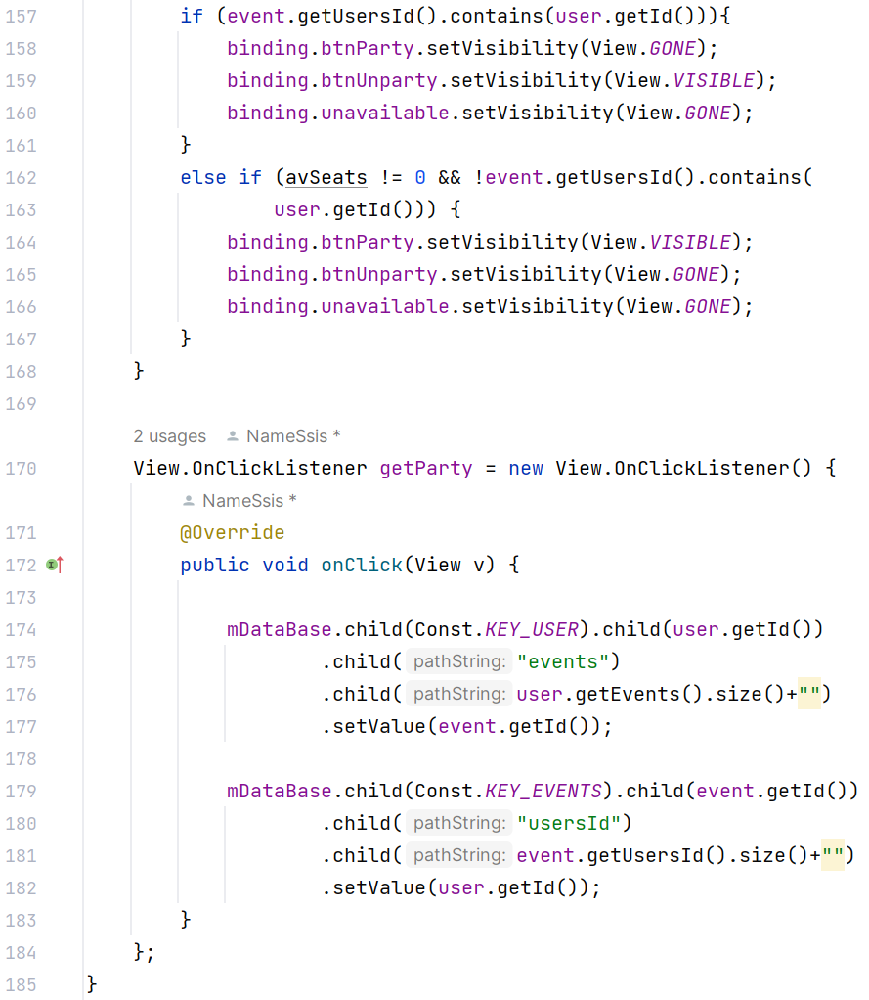 157 if (event.getUsersId().contains(user.getId())){
158 binding.btnParty.setVisibility(View.GONE);
159 binding.btnUnparty.setVisibility(View.VISIBLE);
160 binding.unavailable.setVisibility(View.GONE);
161 }
162 else if (avSeats != 0 && !event.getUsersId().contains(
163 user.getId())) {
164 binding.btnParty.setVisibility(View.VISIBLE);
165 binding.btnUnparty.setVisibility(View.GONE);
166 binding.unavailable.setVisibility(View.GONE);
167 }
168 }
169
2 usages NameSsis *
170 View.OnClickListener getParty = new View.OnClickListener() {
NameSsis *
171 @Override
172 public void onClick(View v) {
173
174 mDataBase.child(Const.KEY_USER).child(user.getId())
175 .child( pathString: "events")
176 .child( pathString: user.getEvents().size()+"")
177 .setValue(event.getId());
178
179 mDataBase.child(Const.KEY_EVENTS).child(event.getId())
180 .child( pathString: "usersId")
181 .child( pathString: event.getUsersId().size()+"")
182 .setValue(user.getId());
183 }
184 };
185 }